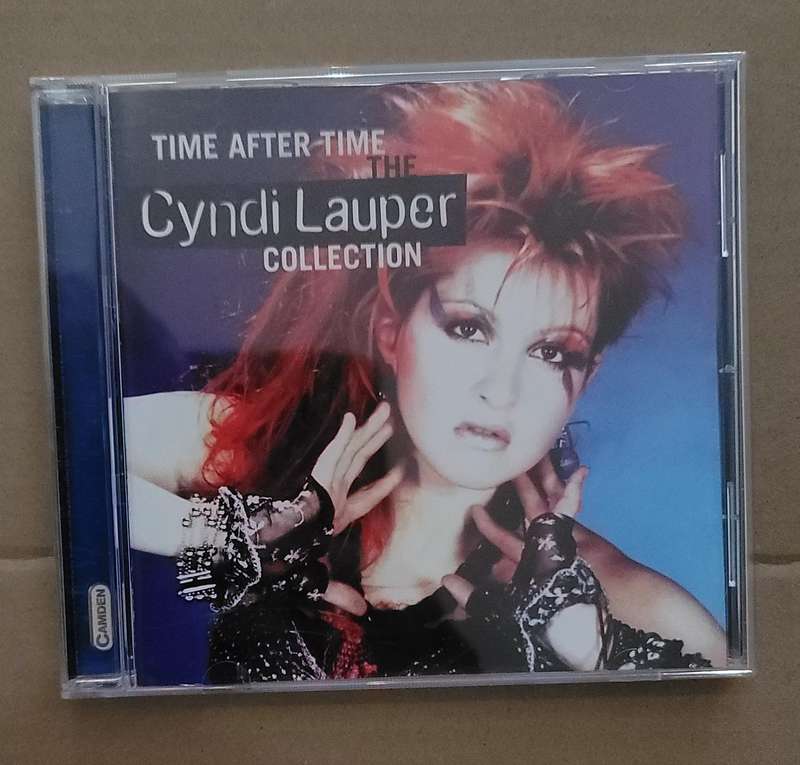 TIME AFTER TIME
THE
Cyndi Lauper
COLLECTION
CAMDEN